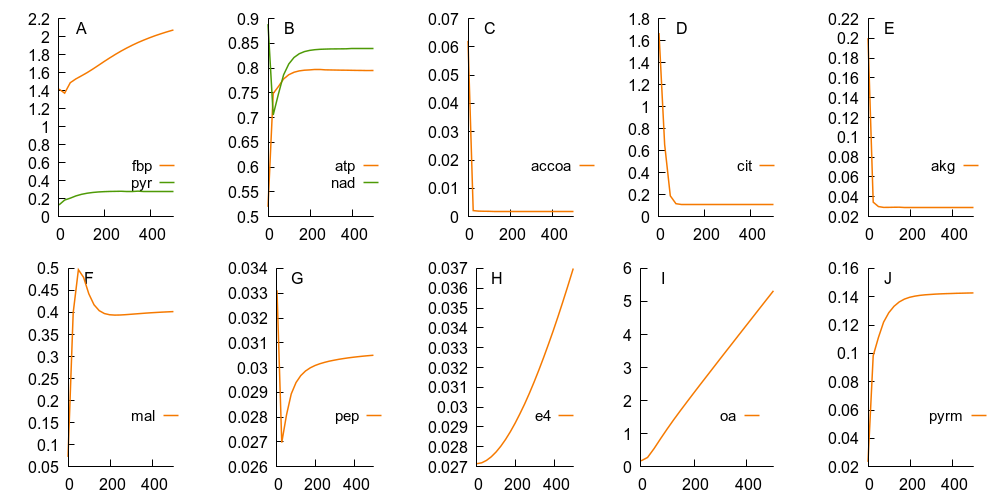 A
2.2
2
1.8
1.6
1.4
1.2
1
0.8
0.6
0.4
0.2
0
fbp
pyr
0 200 400
B
0.9
0.85
0.8
0.75
0.7
0.65
0.6
0.55
0.5
atp
nad
0 200 400
C
0.07
0.06
0.05
0.04
0.03
0.02
0.01
0
accoa
0 200 400
D
1.8
1.6
1.4
1.2
1
0.8
0.6
0.4
0.2
0
cit
0 200 400
E
0.22
0.2
0.18
0.16
0.14
0.12
0.1
0.08
0.06
0.04
0.02
akg
0 200 400
F
0.5
0.45
0.4
0.35
0.3
0.25
0.2
0.15
0.1
0.05
mal
0 200 400
G
0.034
0.033
0.032
0.031
0.03
0.029
0.028
0.027
0.026
pep
0 200 400
H
0.037
0.036
0.035
0.034
0.033
0.032
0.031
0.03
0.029
0.028
0.027
e4
0 200 400
I
6
5
4
3
2
1
0
oa
0 200 400
J
0.16
0.14
0.12
0.1
0.08
0.06
0.04
0.02
pyrm
0 200 400